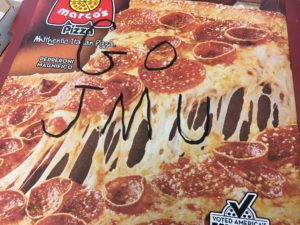 marco's
Pizza
Authentic Italian Pizza.
PEPPERONI
MAGNIFICO
GO
JMU
VOTED AMERICA'S